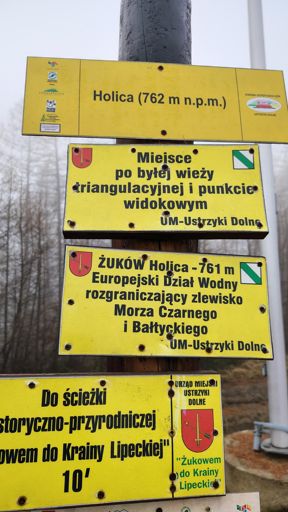 Holica (762 m n.p.m.)
Miejsce
po byłej wieży
triangulacyjnej i punkcie
widokowym
UM-Ustrzyki Dolne
ŻUKÓW Holica - 761 m
Europejski Dział Wodny
rozgraniczający zlewisko
Morza Czarnego
i Bałtyckiego
UM-Ustrzyki Dolne
Do ścieżki
storyczno-przyrodniczej
owem do Krainy Lipeckiej"
10'
URZĄD MIEJSKI
USTRZYKI
DOLNE
"Żukowem
do Krainy
Lipeckiej"